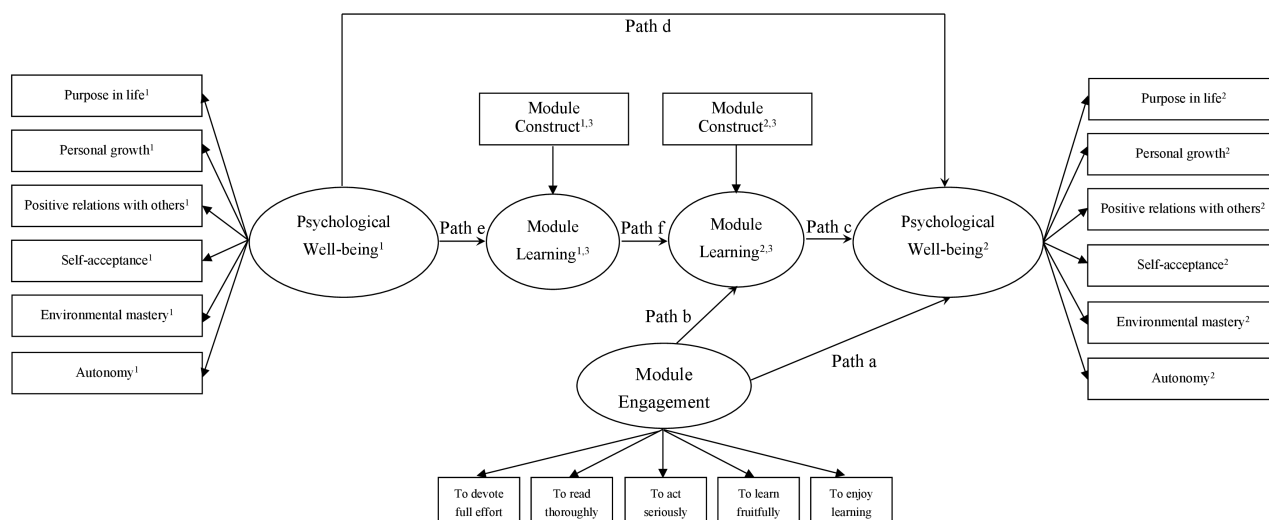 Path d
Purpose in life¹
Personal growth¹
Positive relations with others¹
Self-acceptance¹
Environmental mastery¹
Autonomy¹
Psychological
Well-being¹
Path e
Module
Construct¹,³
Module
Learning¹,³
Path f
Module
Construct²,³
Module
Learning²,³
Path c
Psychological
Well-being²
Purpose in life²
Personal growth²
Positive relations with others²
Self-acceptance²
Environmental mastery²
Autonomy²
Path b
Path a
Module
Engagement
To devote
full effort
To read
thoroughly
To act
seriously
To learn
fruitfully
To enjoy
learning